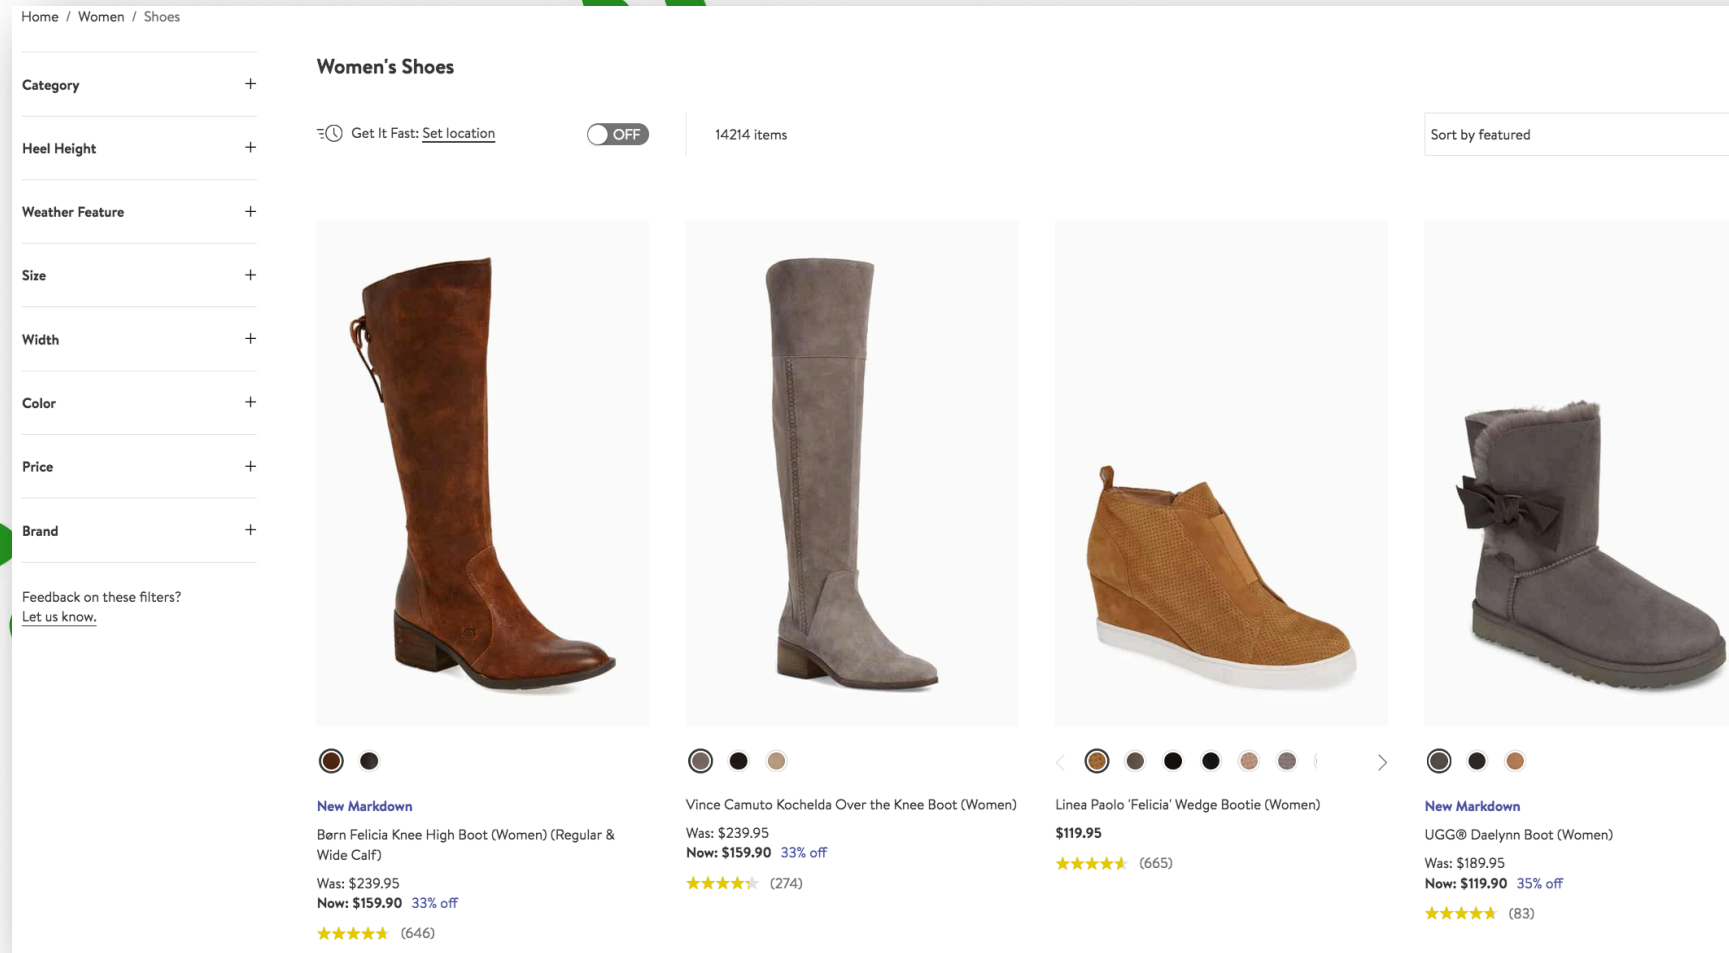 Home / Women / Shoes
Category +
Heel Height +
Weather Feature +
Size +
Width +
Color +
Price +
Brand +
Feedback on these filters?
Let us know.
Women's Shoes
Get It Fast: Set location
OFF
14214 items
Sort by featured
New Markdown
Børn Felicia Knee High Boot (Women) (Regular &
Wide Calf)
Was: $239.95
Now: $159.90 33% off
(646)
Vince Camuto Kochelda Over the Knee Boot (Women)
Was: $239.95
Now: $159.90 33% off
(274)
Linea Paolo 'Felicia' Wedge Bootie (Women)
$119.95
(665)
New Markdown
UGG® Daelynn Boot (Women)
Was: $189.95
Now: $119.90 35% off
(83)